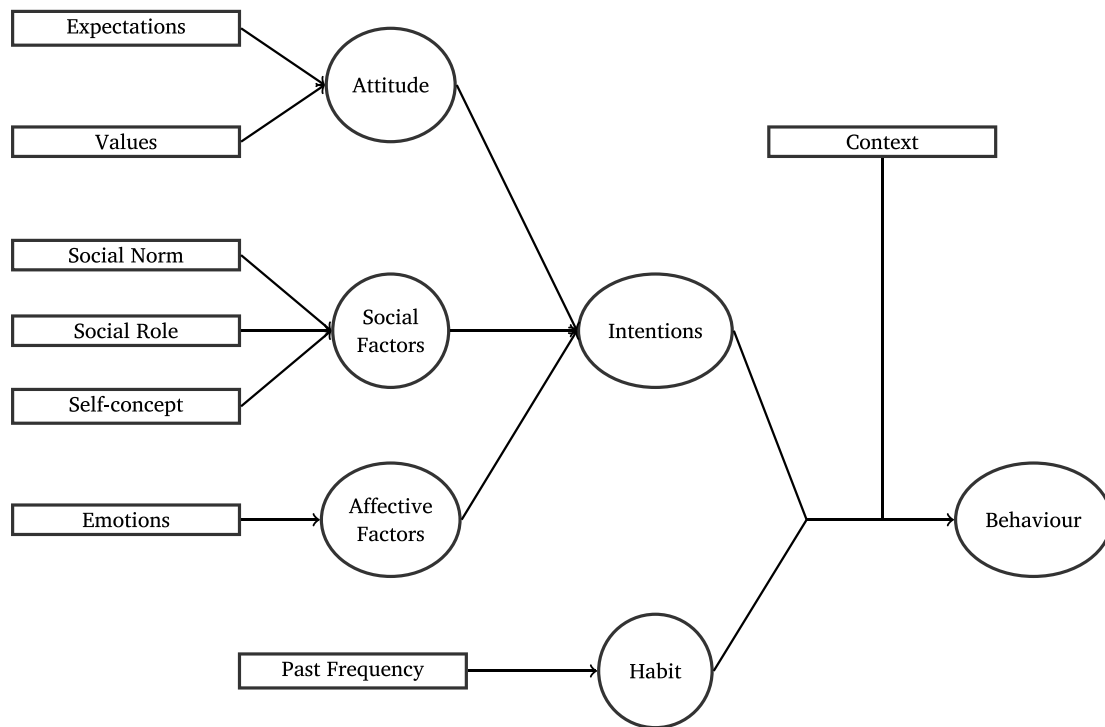 Expectations
Attitude
Values
Context
Social Norm
Social Role
Social
Factors
Intentions
Self-concept
Emotions
Affective
Factors
Behaviour
Past Frequency
Habit